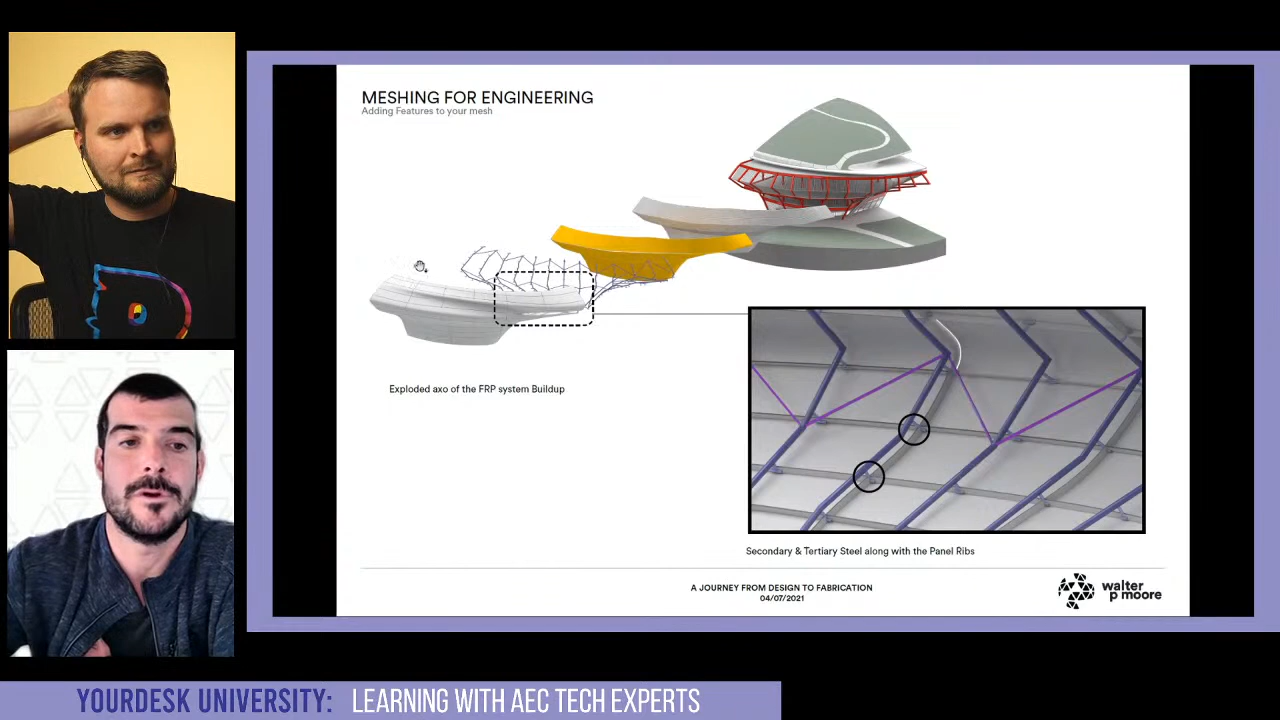 MESHING FOR ENGINEERING
Adding Features to your mesh
Exploded axo of the FRP system Buildup
Secondary & Tertiary Steel along with the Panel Ribs
A JOURNEY FROM DESIGN TO FABRICATION
04/07/2021
walter
p moore
YOURDESK UNIVERSITY: LEARNING WITH AEC TECH EXPERTS